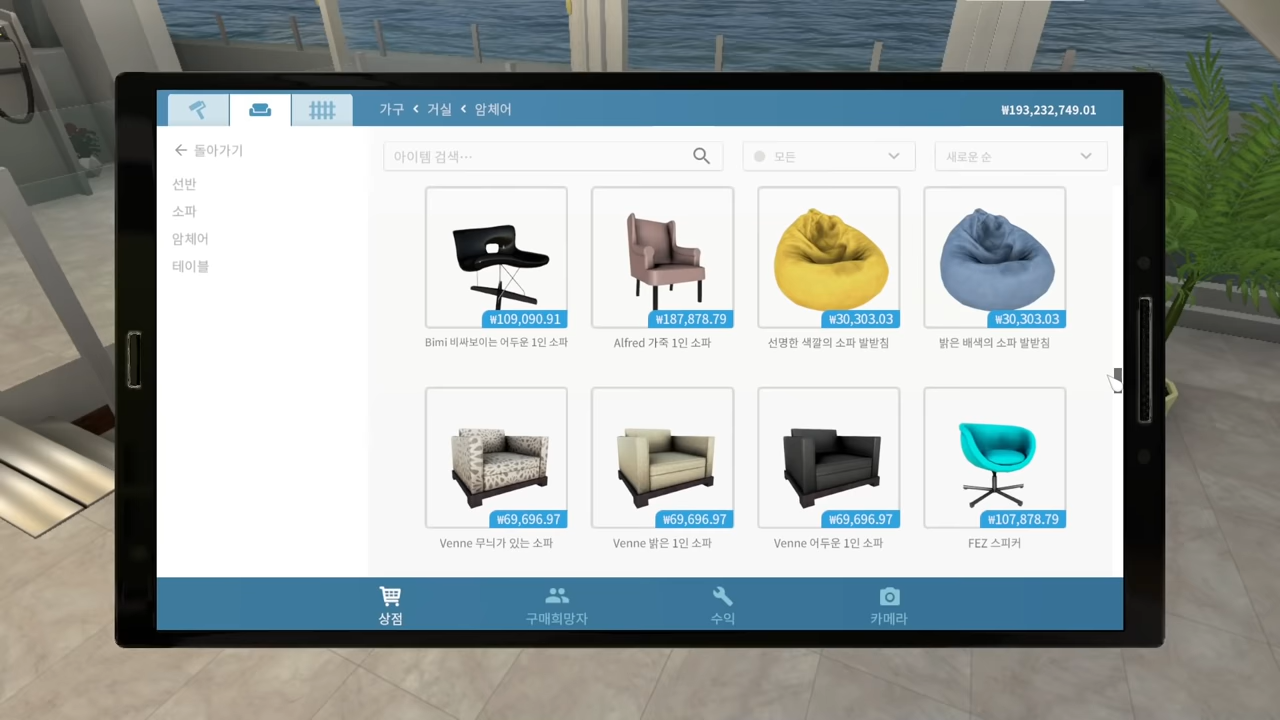 가구 < 거실 < 암체어
₩193,232,749.01
돌아가기
아이템 검색...
모든
새로운 순
선반
소파
암체어
테이블
₩109,090.91
₩187,878.79
₩30,303.03
₩30,303.03
Bimi 비싸보이는 어두운 1인 소파
Alfred 가죽 1인 소파
선명한 색깔의 소파 발받침
밝은 배색의 소파 발받침
₩69,696.97
₩69,696.97
₩69,696.97
₩107,878.79
Venne 무늬가 있는 소파
Venne 밝은 1인 소파
Venne 어두운 1인 소파
FEZ 스피커
상점
구매희망자
수익
카메라